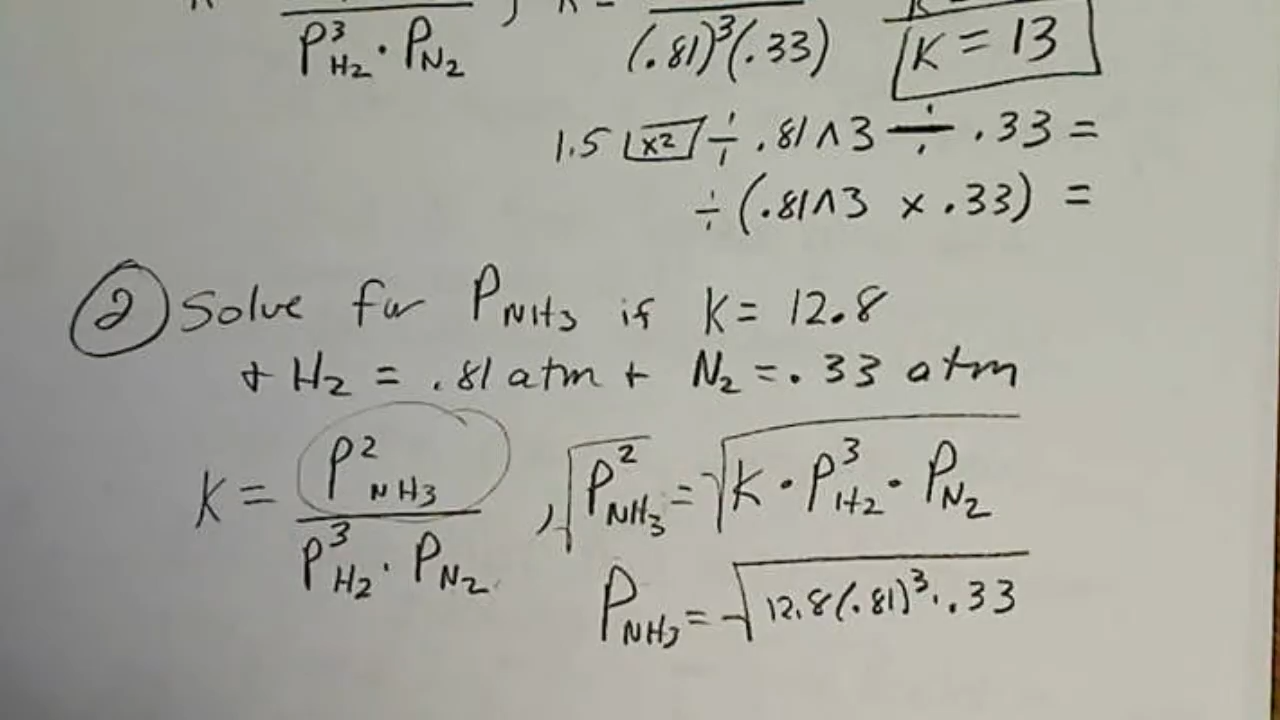 P³H₂ · PN₂ (.81)³(.33) K = 13
1.5 x² ÷ .81 ^ 3 ÷ .33 =
÷ (.81 ^ 3 x .33) =
② Solve for PNH₃ if K = 12.8
+ H₂ = .81 atm + N₂ = .33 atm
K = P²NH₃ / P³H₂ · PN₂ , √P²NH₃ = √K · P³H₂ · PN₂
PNH₃ = √12.8(.81)³ · .33